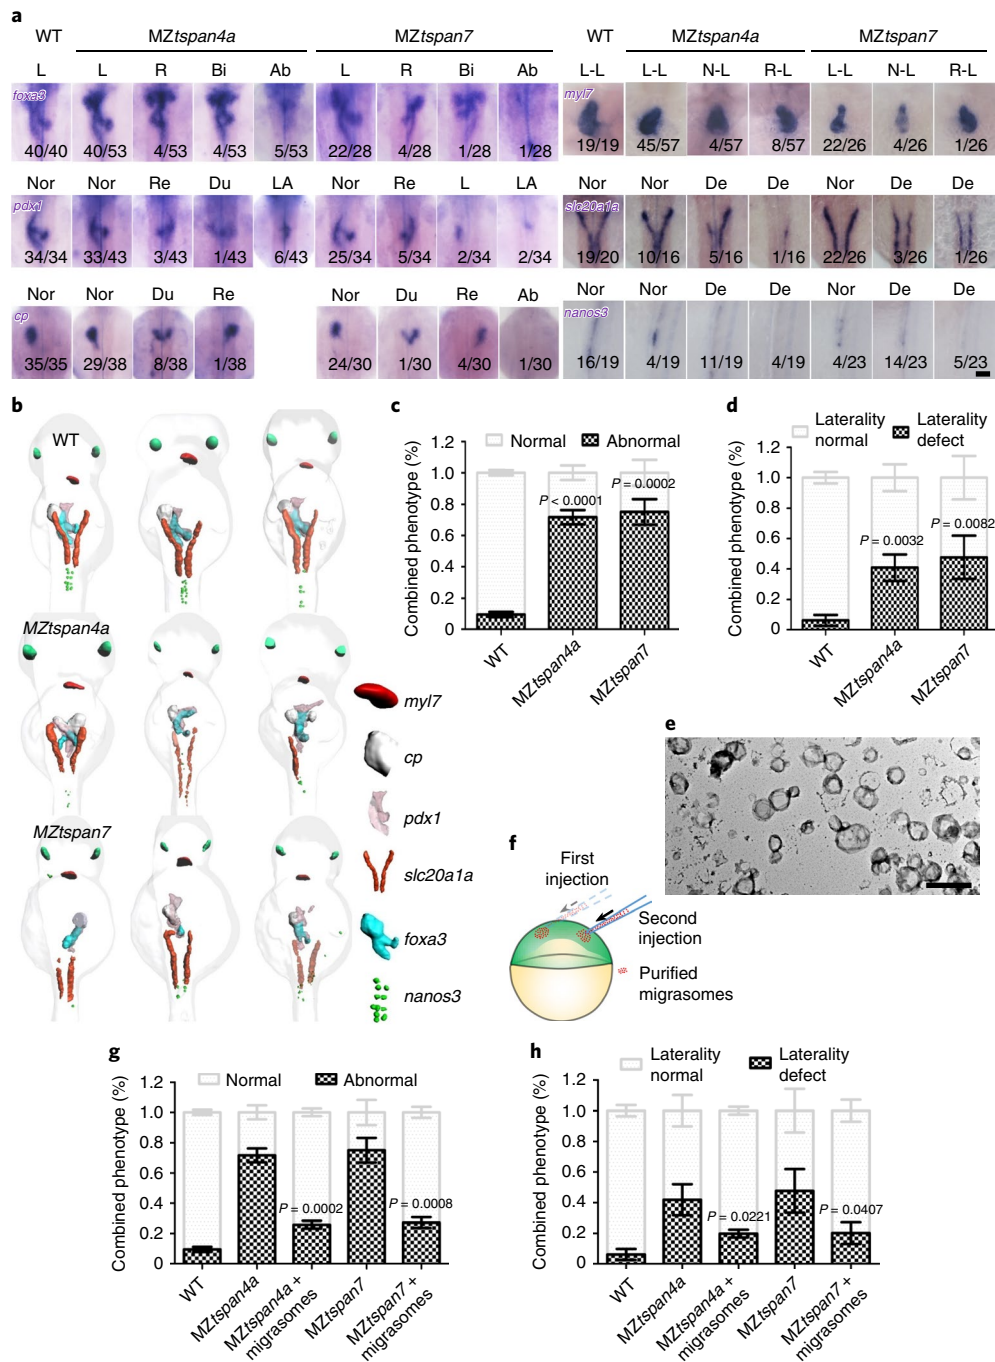 a
WT MZtspan4a MZtspan7 WT MZtspan4a MZtspan7
L L R Bi Ab L R Bi Ab L-L L-L N-L R-L L-L N-L R-L
foxa3 myl7
40/40 40/53 4/53 4/53 5/53 22/28 4/28 1/28 1/28 19/19 45/57 4/57 8/57 22/26 4/26 1/26
Nor Nor Re Du LA Nor Re L LA Nor Nor De De Nor De De
pdx1 slc20a1a
34/34 33/43 3/43 1/43 6/43 25/34 5/34 2/34 2/34 19/20 10/16 5/16 1/16 22/26 3/26 1/26
Nor Nor Du Re Nor Du Re Ab Nor Nor De De Nor De De
cp nanos3
35/35 29/38 8/38 1/38 24/30 1/30 4/30 1/30 16/19 4/19 11/19 4/19 4/23 14/23 5/23
b
WT
MZtspan4a
MZtspan7
myl7
cp
pdx1
slc20a1a
foxa3
nanos3
c
Normal Abnormal
Combined phenotype (%)
1.2
1.0
0.8
0.6
0.4
0.2
0
P < 0.0001
P = 0.0002
WT
MZtspan4a
MZtspan7
d
Laterality normal
Laterality defect
Combined phenotype (%)
1.2
1.0
0.8
0.6
0.4
0.2
0
P = 0.0032
P = 0.0082
WT
MZtspan4a
MZtspan7
e
f
First
injection
Second
injection
Purified
migrasomes
g
Normal Abnormal
Combined phenotype (%)
1.2
1.0
0.8
0.6
0.4
0.2
0
P = 0.0002
P = 0.0008
WT
MZtspan4a
MZtspan4a +
migrasomes
MZtspan7
MZtspan7 +
migrasomes
h
Laterality normal
Laterality defect
Combined phenotype (%)
1.2
1.0
0.8
0.6
0.4
0.2
0
P = 0.0221
P = 0.0407
WT
MZtspan4a
MZtspan4a +
migrasomes
MZtspan7
MZtspan7 +
migrasomes